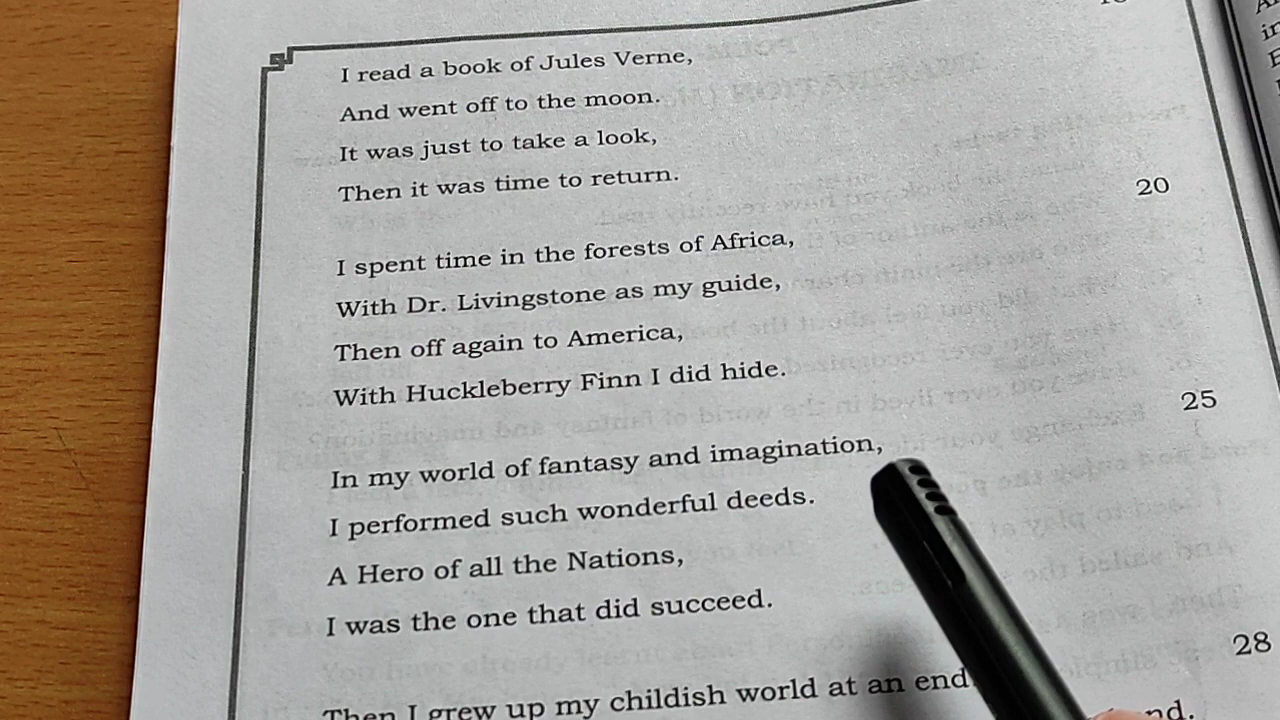 I read a book of Jules Verne,
And went off to the moon.
It was just to take a look,
Then it was time to return.
20
I spent time in the forests of Africa,
With Dr. Livingstone as my guide,
Then off again to America,
With Huckleberry Finn I did hide.
25
In my world of fantasy and imagination,
I performed such wonderful deeds.
A Hero of all the Nations,
I was the one that did succeed.
28
Then I grew up my childish world at an end
nd.